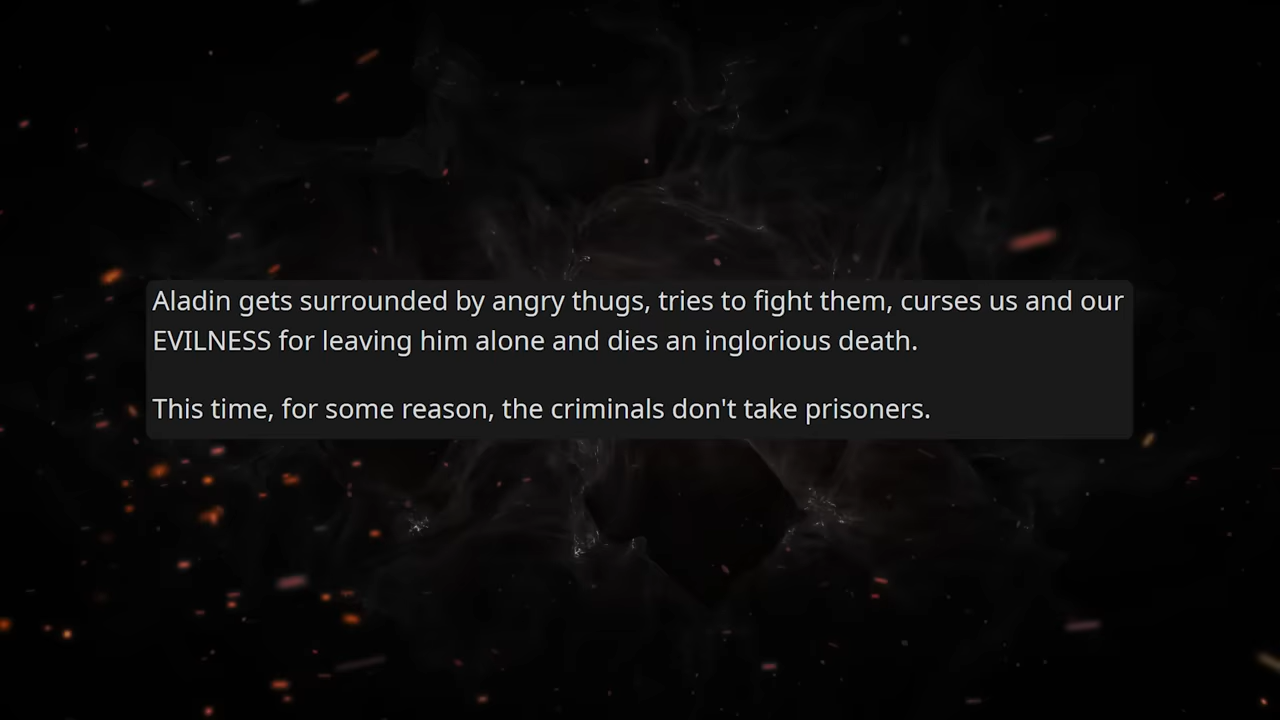 Aladin gets surrounded by angry thugs, tries to fight them, curses us and our
EVILNESS for leaving him alone and dies an inglorious death.
This time, for some reason, the criminals don't take prisoners.